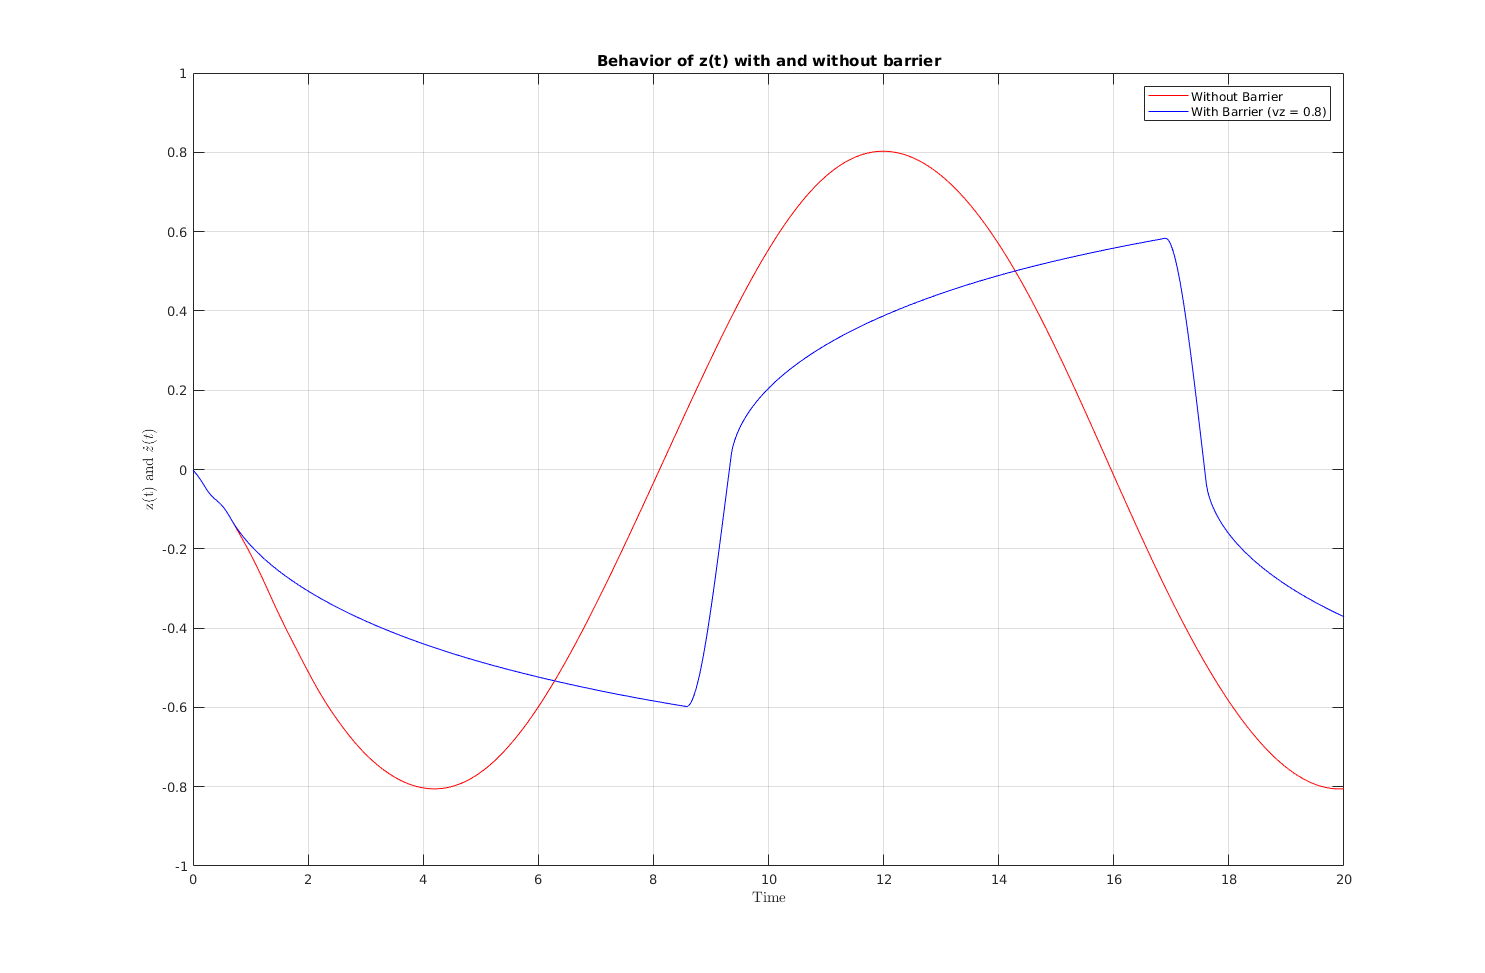 Behavior of z(t) with and without barrier
Without Barrier
With Barrier (vz = 0.8)
1
0.8
0.6
0.4
0.2
0
-0.2
-0.4
-0.6
-0.8
-1
z(t) and ż(t)
0 2 4 6 8 10 12 14 16 18 20
Time